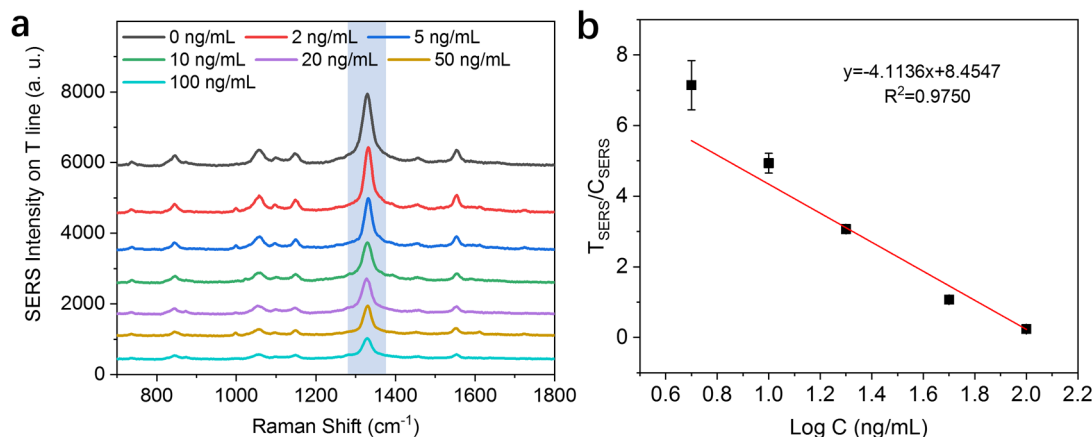 a
0 ng/mL 2 ng/mL 5 ng/mL
10 ng/mL 20 ng/mL 50 ng/mL
100 ng/mL
SERS Intensity on T line (a. u.)
8000
6000
4000
2000
0
800 1000 1200 1400 1600 1800
Raman Shift (cm⁻¹)
b
y=-4.1136x+8.4547
R²=0.9750
T_SERS/C_SERS
8
6
4
2
0
0.6 0.8 1.0 1.2 1.4 1.6 1.8 2.0 2.2
Log C (ng/mL)